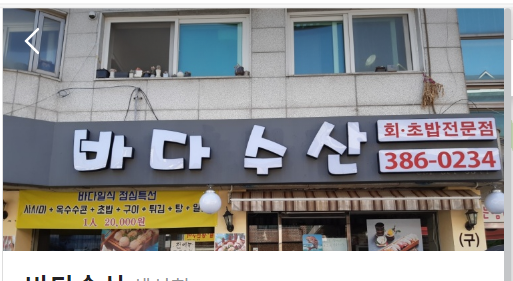 바다수산
회·초밥전문점
386-0234
바다일식 점심특선
사시미 + 옥수수콘 + 초밥 + 구이 + 튀김 + 탕 + 알
1人 20,000원
(구)